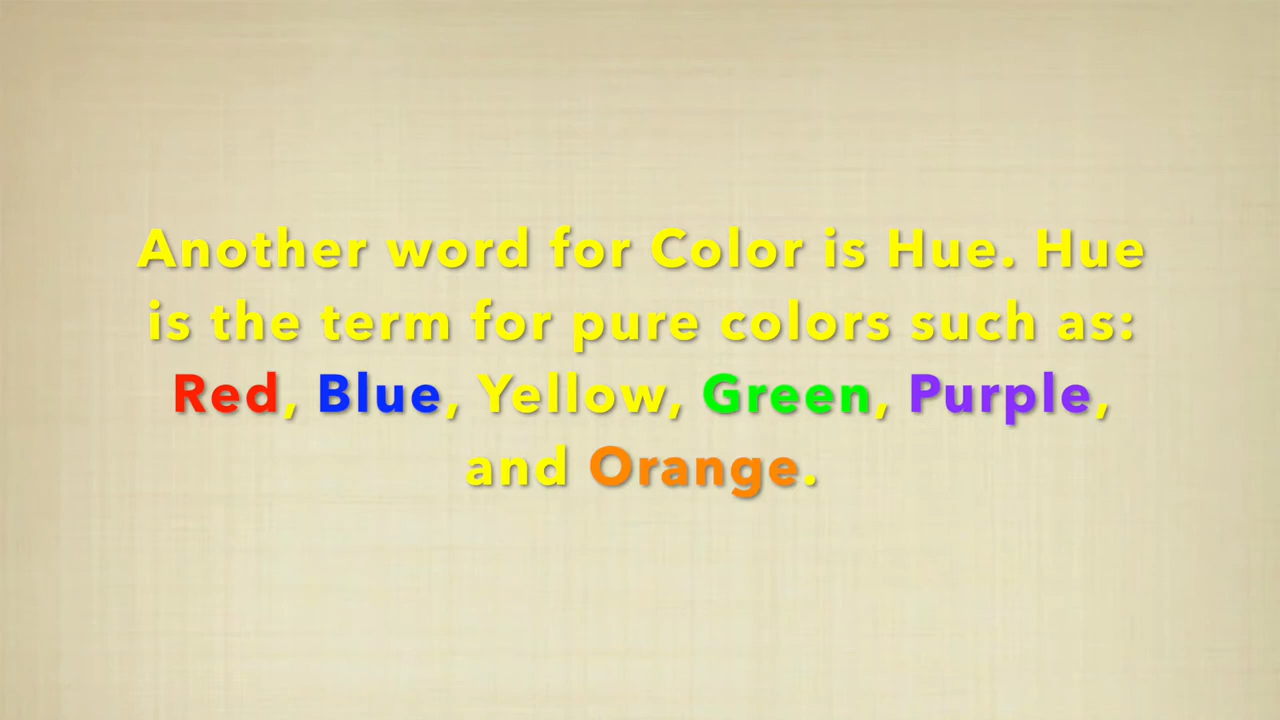 Another word for Color is Hue. Hue
is the term for pure colors such as:
Red, Blue, Yellow, Green, Purple,
and Orange.